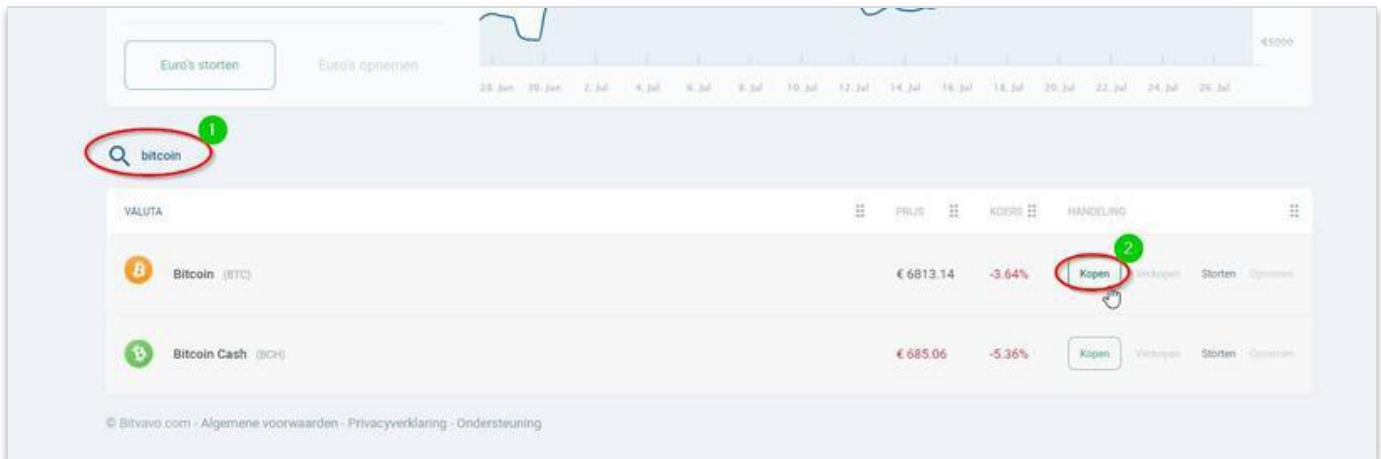 €5000
Euro's storten Euro's opnemen
28. Jun 30. Jun 2. Jul 4. Jul 6. Jul 8. Jul 10. Jul 12. Jul 14. Jul 16. Jul 18. Jul 20. Jul 22. Jul 24. Jul 26. Jul
1
bitcoin
VALUTA PRIJS KOERS HANDELING
2
Bitcoin (BTC) € 6813.14 -3.64% Kopen Verkopen Storten Opnemen
Bitcoin Cash (BCH) € 685.06 -5.36% Kopen Verkopen Storten Opnemen
© Bitvavo.com - Algemene voorwaarden - Privacyverklaring - Ondersteuning